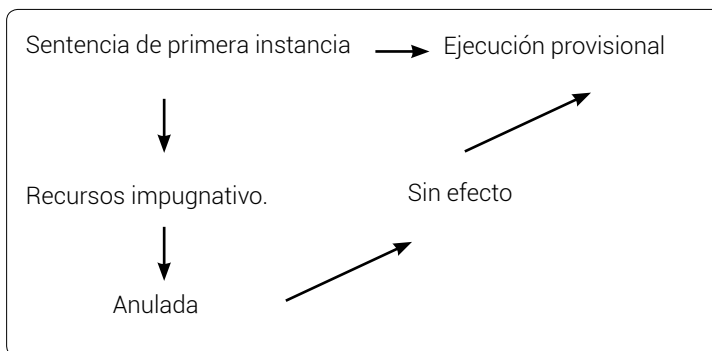 Sentencia de primera instancia
Ejecución provisional
Recursos impugnativo.
Sin efecto
Anulada